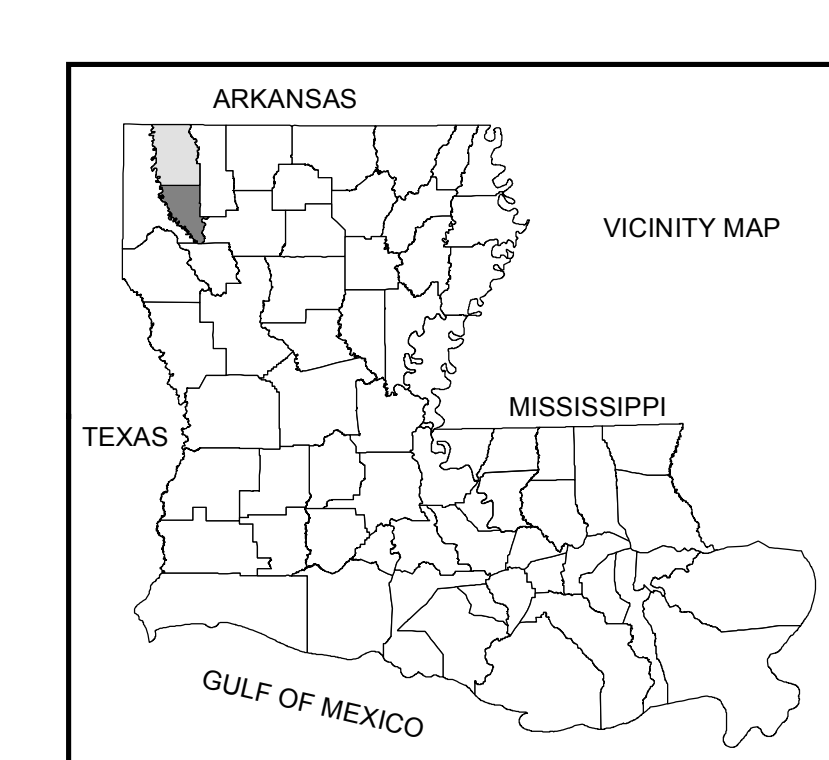 ARKANSAS
VICINITY MAP
MISSISSIPPI
TEXAS
GULF OF MEXICO